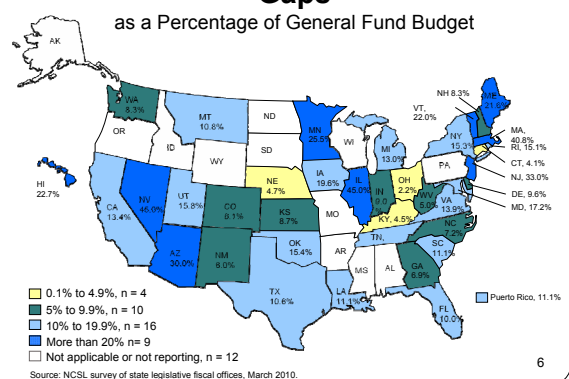 Gaps
as a Percentage of General Fund Budget
AK
WA
8.3%
OR
CA
13.4%
HI
22.7%
NV
46.0%
ID
MT
10.8%
WY
UT
15.8%
AZ
30.0%
CO
8.1%
NM
6.0%
ND
SD
NE
4.7%
KS
8.7%
OK
15.4%
TX
10.6%
MN
25.5%
IA
19.6%
MO
AR
LA
11.1%
WI
IL
45.0%
MS
MI
13.0%
IN
9.0
%
KY, 4.5%
TN,
AL
OH
2.2%
WV
5.0%
GA
6.9%
FL
10.0%
SC
11.1%
NC
7.2%
VA
13.9%
PA
NY
15.3%
VT,
22.0%
NH 8.3%
ME
21.6%
MA,
40.8%
RI, 15.1%
CT, 4.1%
NJ, 33.0%
DE, 9.6%
MD, 17.2%
Puerto Rico, 11.1%
0.1% to 4.9%, n = 4
5% to 9.9%, n = 10
10% to 19.9%, n = 16
More than 20% n= 9
Not applicable or not reporting, n = 12
Source: NCSL survey of state legislative fiscal offices, March 2010.
6